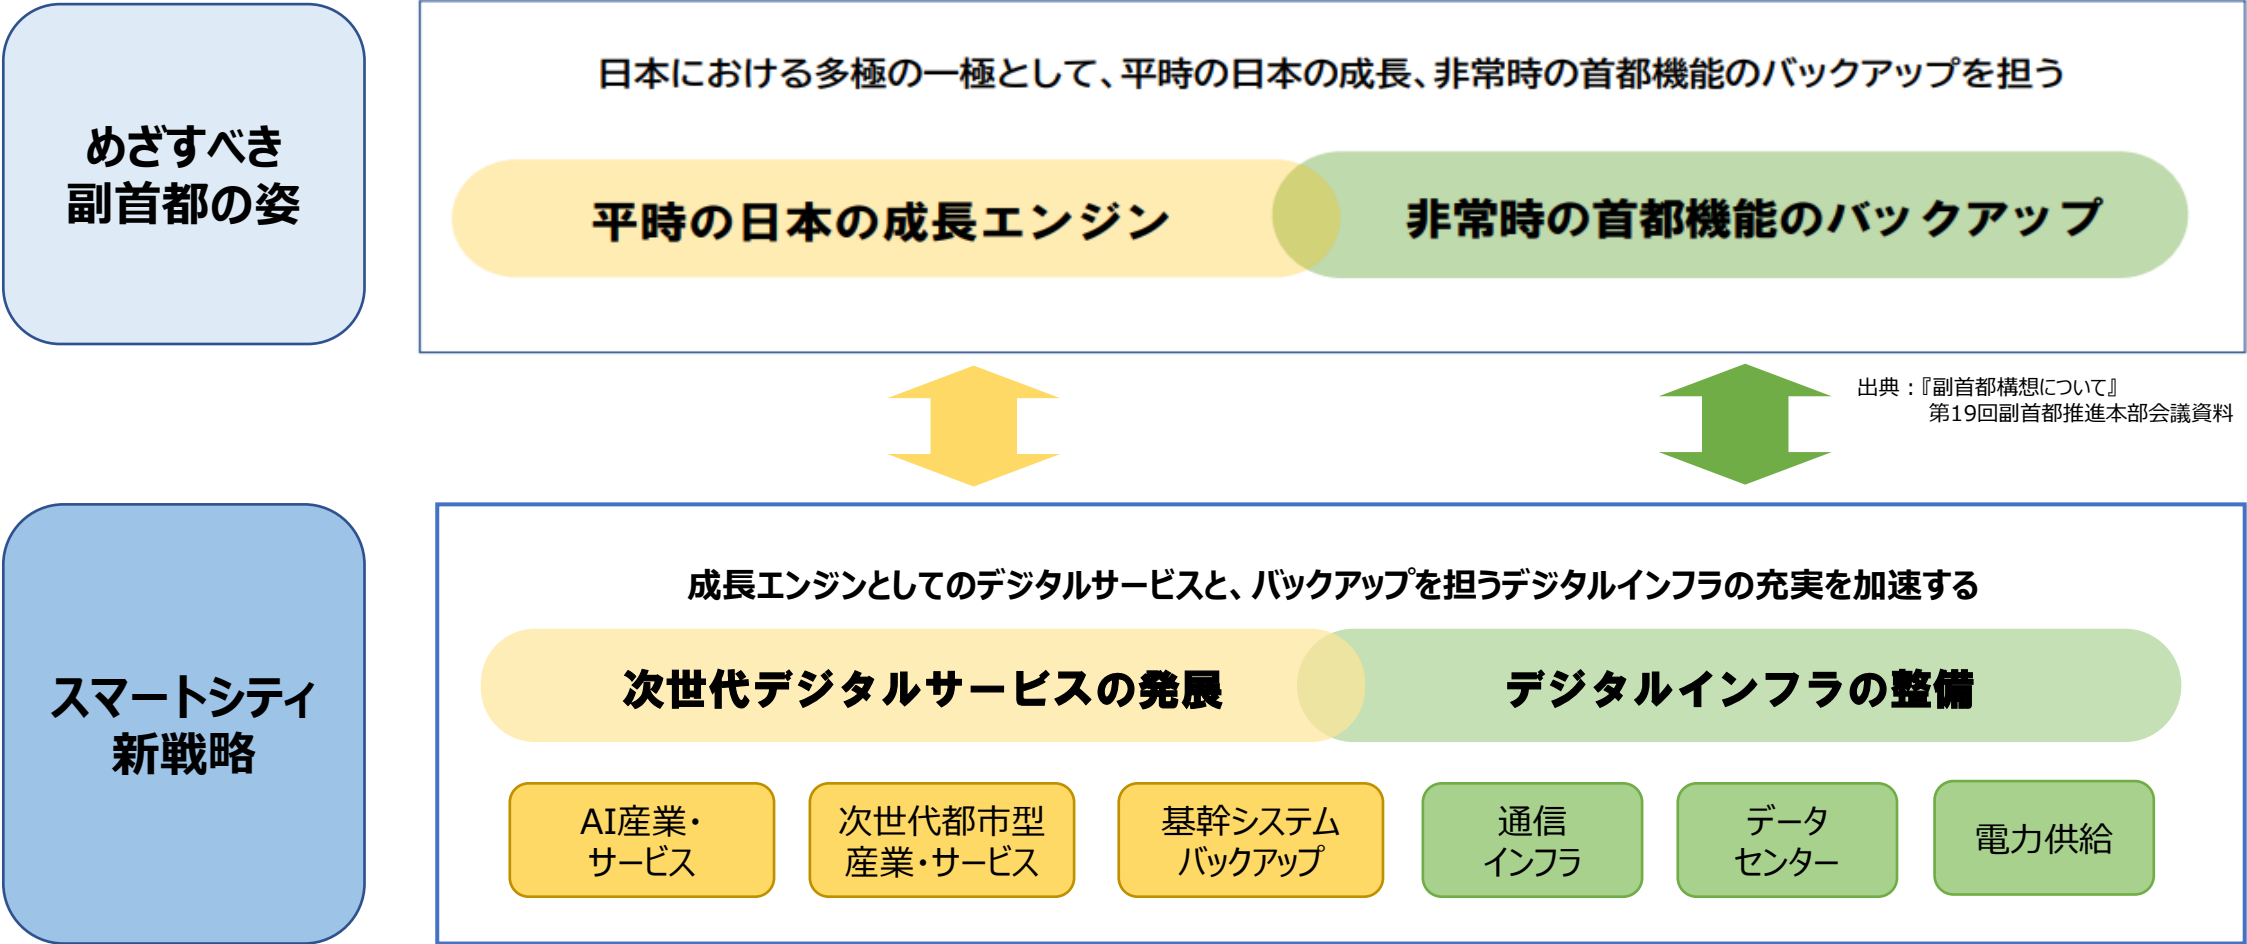 めざすべき
副首都の姿
日本における多極の一極として、平時の日本の成長、非常時の首都機能のバックアップを担う
平時の日本の成長エンジン
非常時の首都機能のバックアップ
出典：『副首都構想について』
第19回副首都推進本部会議資料
スマートシティ
新戦略
成長エンジンとしてのデジタルサービスと、バックアップを担うデジタルインフラの充実を加速する
次世代デジタルサービスの発展
デジタルインフラの整備
AI産業・
サービス
次世代都市型
産業・サービス
基幹システム
バックアップ
通信
インフラ
データ
センター
電力供給